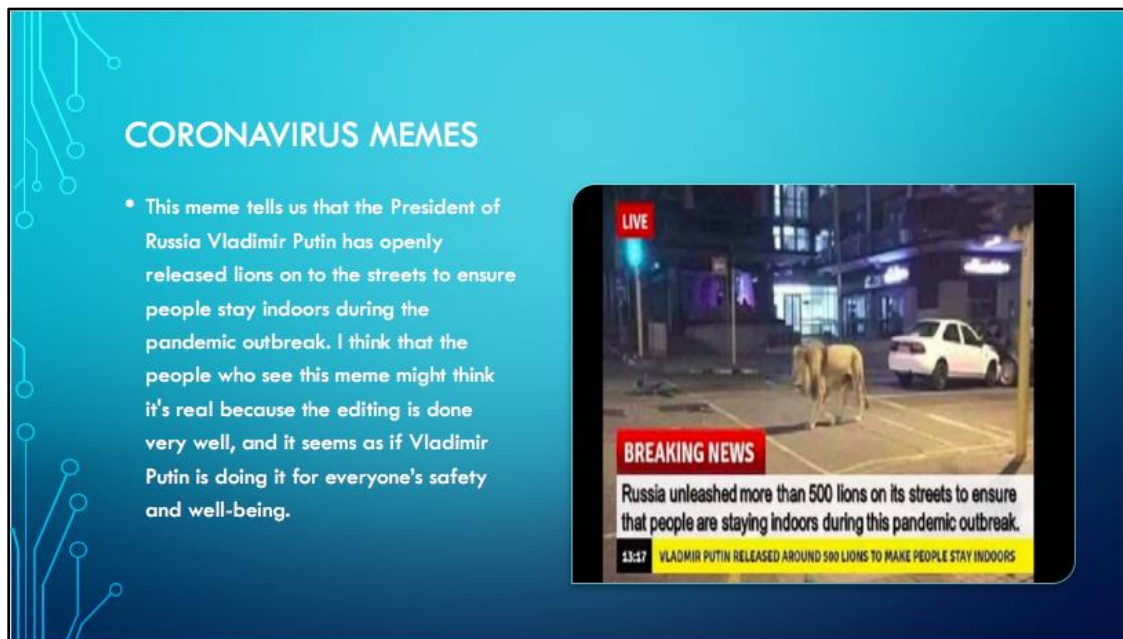 CORONAVIRUS MEMES
• This meme tells us that the President of
Russia Vladimir Putin has openly
released lions on to the streets to ensure
people stay indoors during the
pandemic outbreak. I think that the
people who see this meme might think
it's real because the editing is done
very well, and it seems as if Vladimir
Putin is doing it for everyone’s safety
and well-being.
LIVE
BREAKING NEWS
Russia unleashed more than 500 lions on its streets to ensure
that people are staying indoors during this pandemic outbreak.
13:17 VLADMIR PUTIN RELEASED AROUND 500 LIONS TO MAKE PEOPLE STAY INDOORS